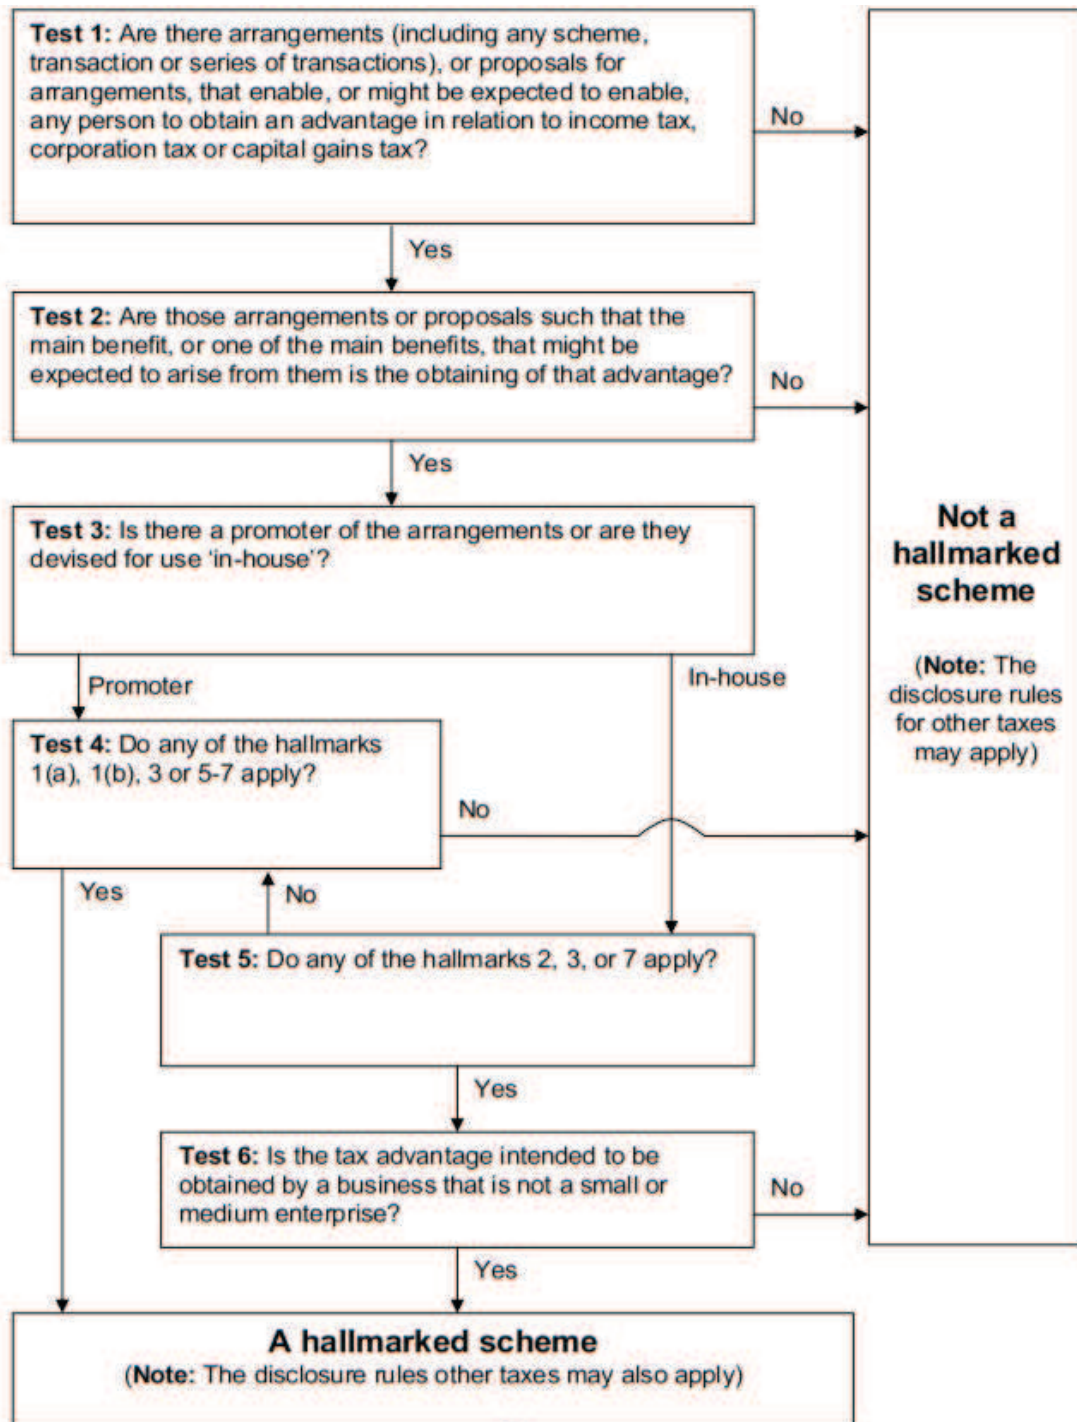 Test 1: Are there arrangements (including any scheme,
transaction or series of transactions), or proposals for
arrangements, that enable, or might be expected to enable,
any person to obtain an advantage in relation to income tax,
corporation tax or capital gains tax?
No
Yes
Test 2: Are those arrangements or proposals such that the
main benefit, or one of the main benefits, that might be
expected to arise from them is the obtaining of that advantage?
No
Yes
Test 3: Is there a promoter of the arrangements or are they
devised for use ‘in-house’?
Not a
hallmarked
scheme
(Note: The
disclosure rules
for other taxes
may apply)
Promoter
In-house
Test 4: Do any of the hallmarks
1(a), 1(b), 3 or 5-7 apply?
No
Yes
No
Test 5: Do any of the hallmarks 2, 3, or 7 apply?
Yes
Test 6: Is the tax advantage intended to be
obtained by a business that is not a small or
medium enterprise?
No
Yes
A hallmarked scheme
(Note: The disclosure rules other taxes may also apply)